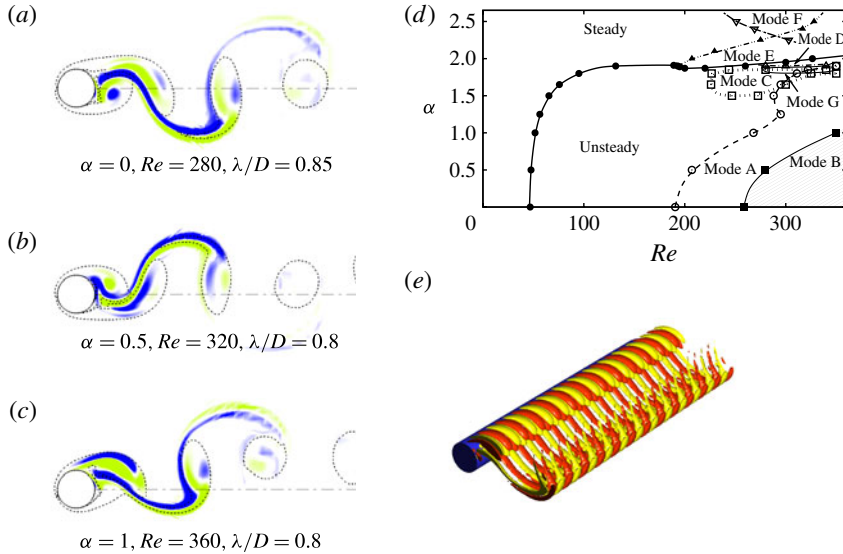 (a)
α = 0, Re = 280, λ/D = 0.85
(b)
α = 0.5, Re = 320, λ/D = 0.8
(c)
α = 1, Re = 360, λ/D = 0.8
(d)
2.5
2.0
1.5
1.0
0.5
0
α
Steady
Unsteady
Mode F
Mode D
Mode E
Mode C
Mode G
Mode A
Mode B
0 100 200 300
Re
(e)